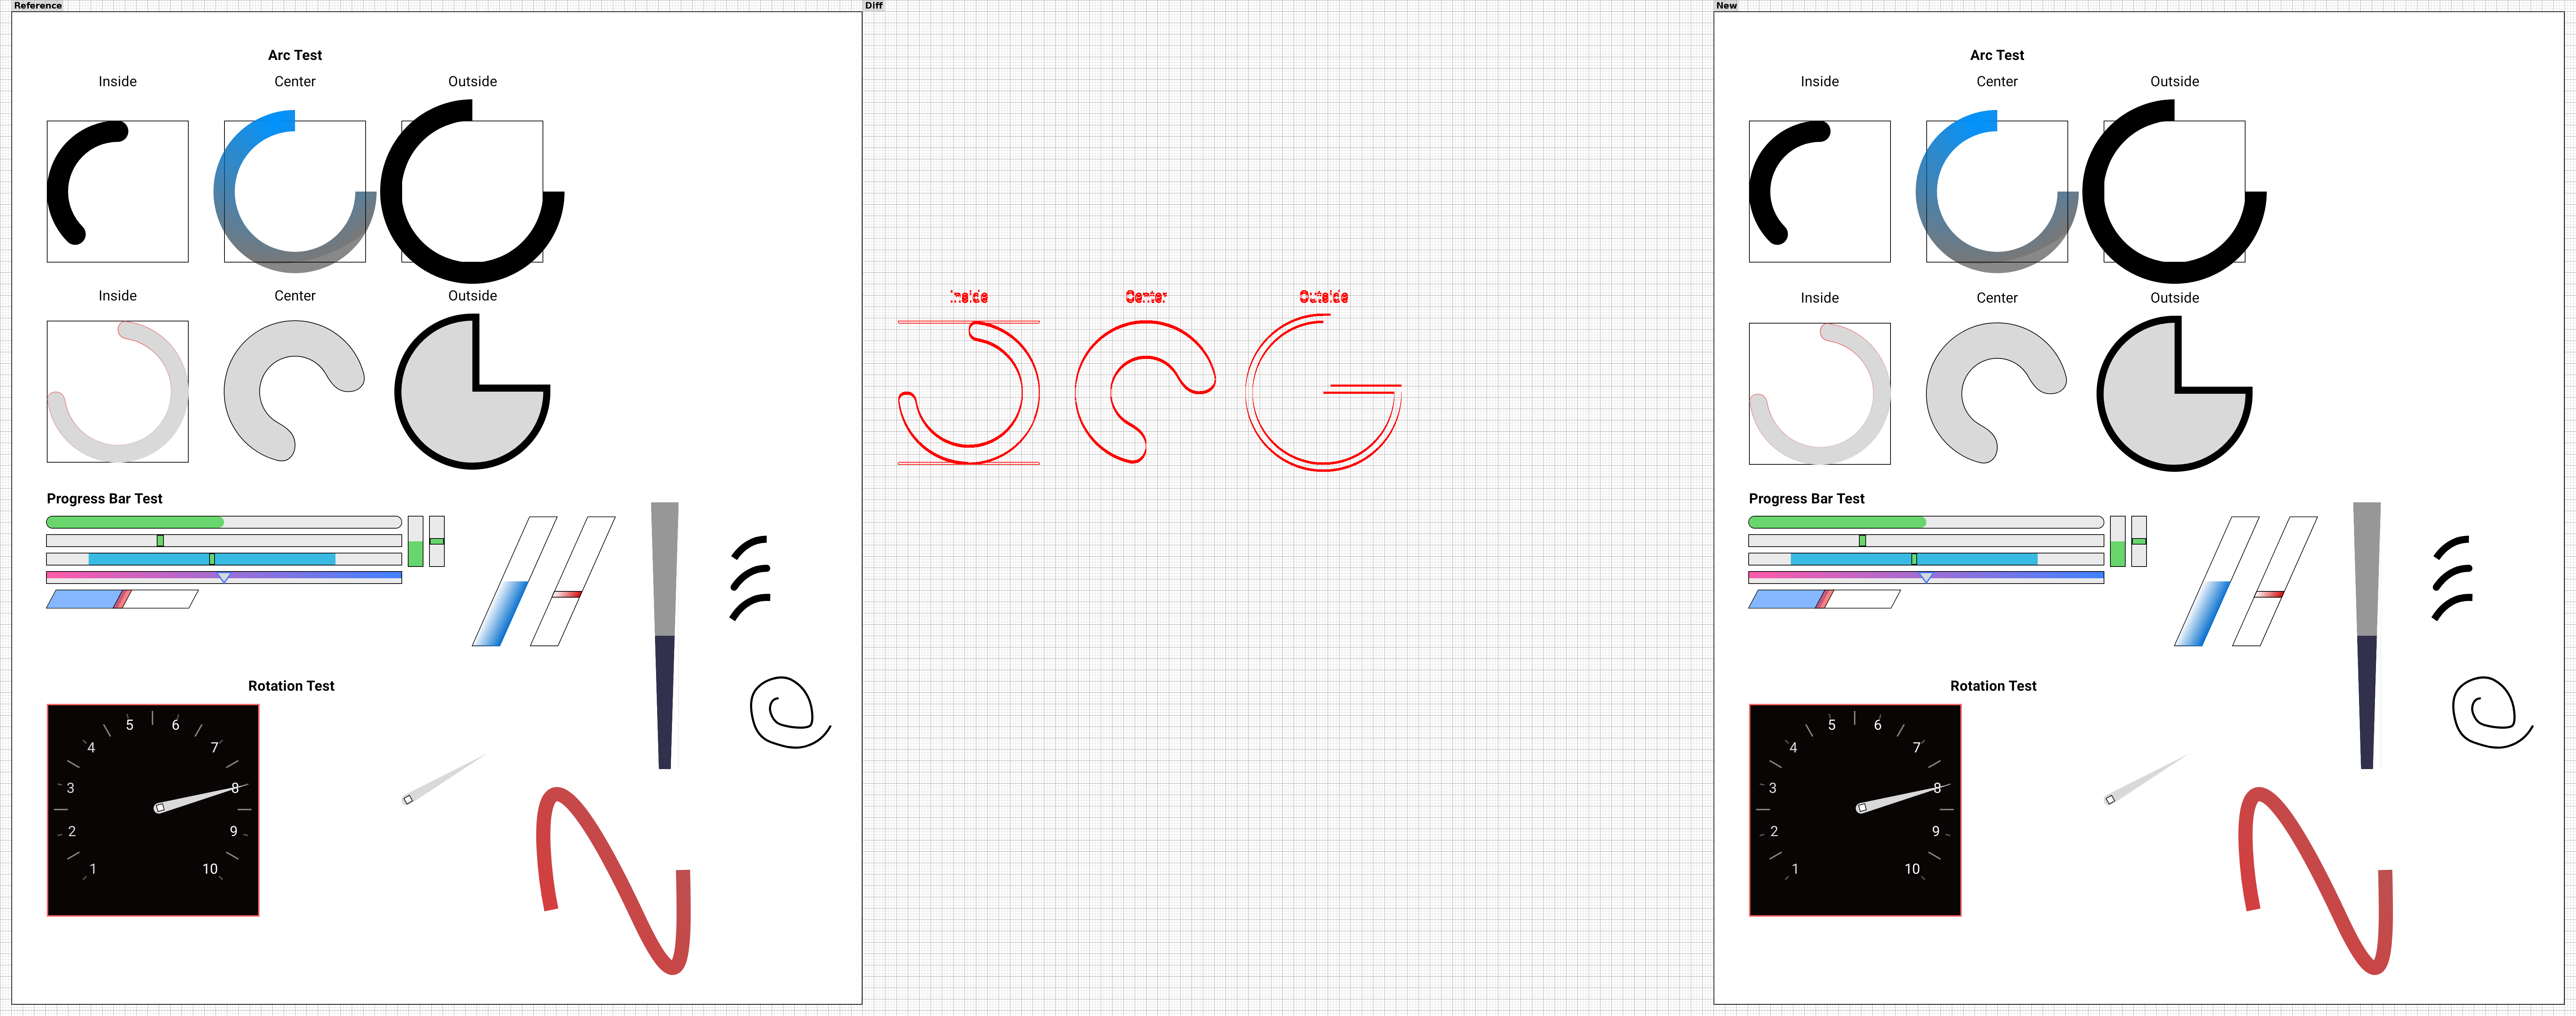 Reference
Diff
New
Arc Test
Inside Center Outside
Inside Center Outside
Progress Bar Test
Rotation Test
5 6
4 7
3 8
2 9
1 10
Inside Center Outside
Arc Test
Inside Center Outside
Inside Center Outside
Progress Bar Test
Rotation Test
5 6
4 7
3 8
2 9
1 10